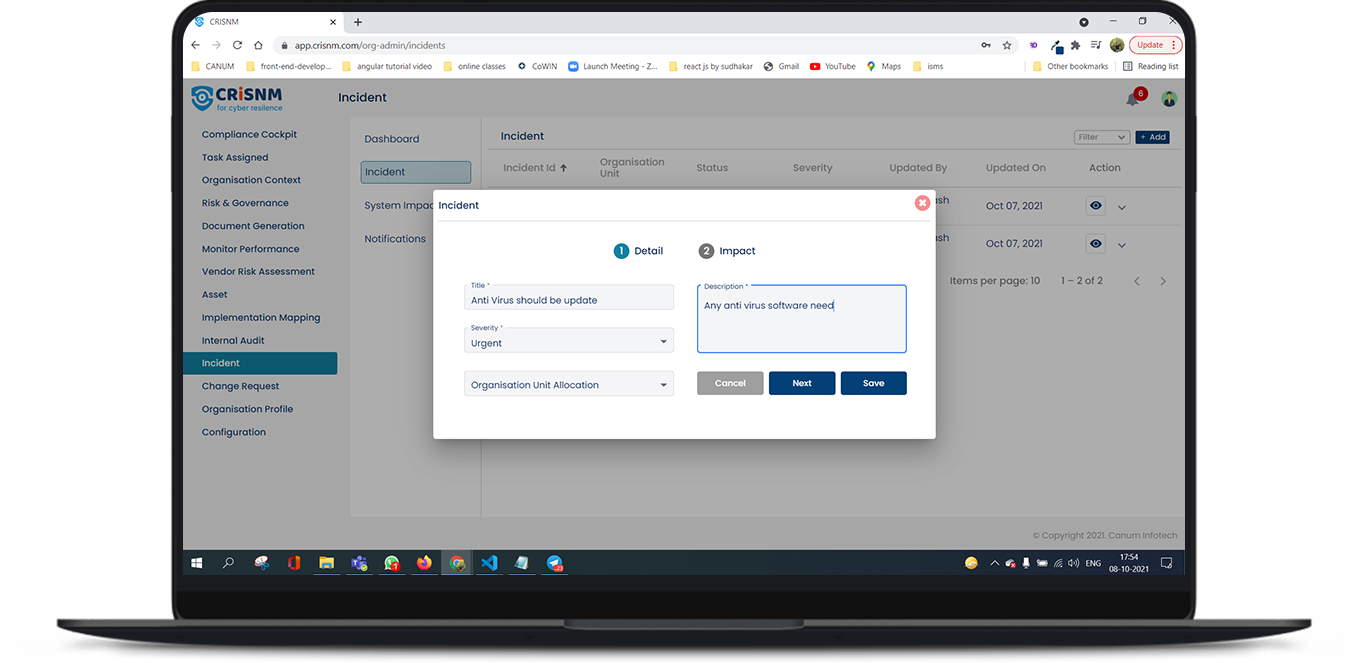 CRISNM
app.crisnm.com/org-admin/incidents
Update
CANUM
front-end-develop...
angular tutorial video
online classes
CoWIN
Launch Meeting - Z...
react js by sudhakar
Gmail
YouTube
Maps
isms
Other bookmarks
Reading list
CRiSNM
for cyber resilence
Incident
6
Compliance Cockpit
Task Assigned
Organisation Context
Risk & Governance
Document Generation
Monitor Performance
Vendor Risk Assessment
Asset
Implementation Mapping
Internal Audit
Incident
Change Request
Organisation Profile
Configuration
Dashboard
Incident
System Impac
Notifications
Incident
Filter
+ Add
Incident Id
Organisation
Unit
Status
Severity
Updated By
Updated On
Action
sh
Oct 07, 2021
sh
Oct 07, 2021
Items per page: 10
1 – 2 of 2
Incident
1 Detail
2 Impact
Title *
Anti Virus should be update
Description *
Any anti virus software need
Severity *
Urgent
Organisation Unit Allocation
Cancel
Next
Save
© Copyright 2021. Canum Infotech
ENG
17:54
08-10-2021